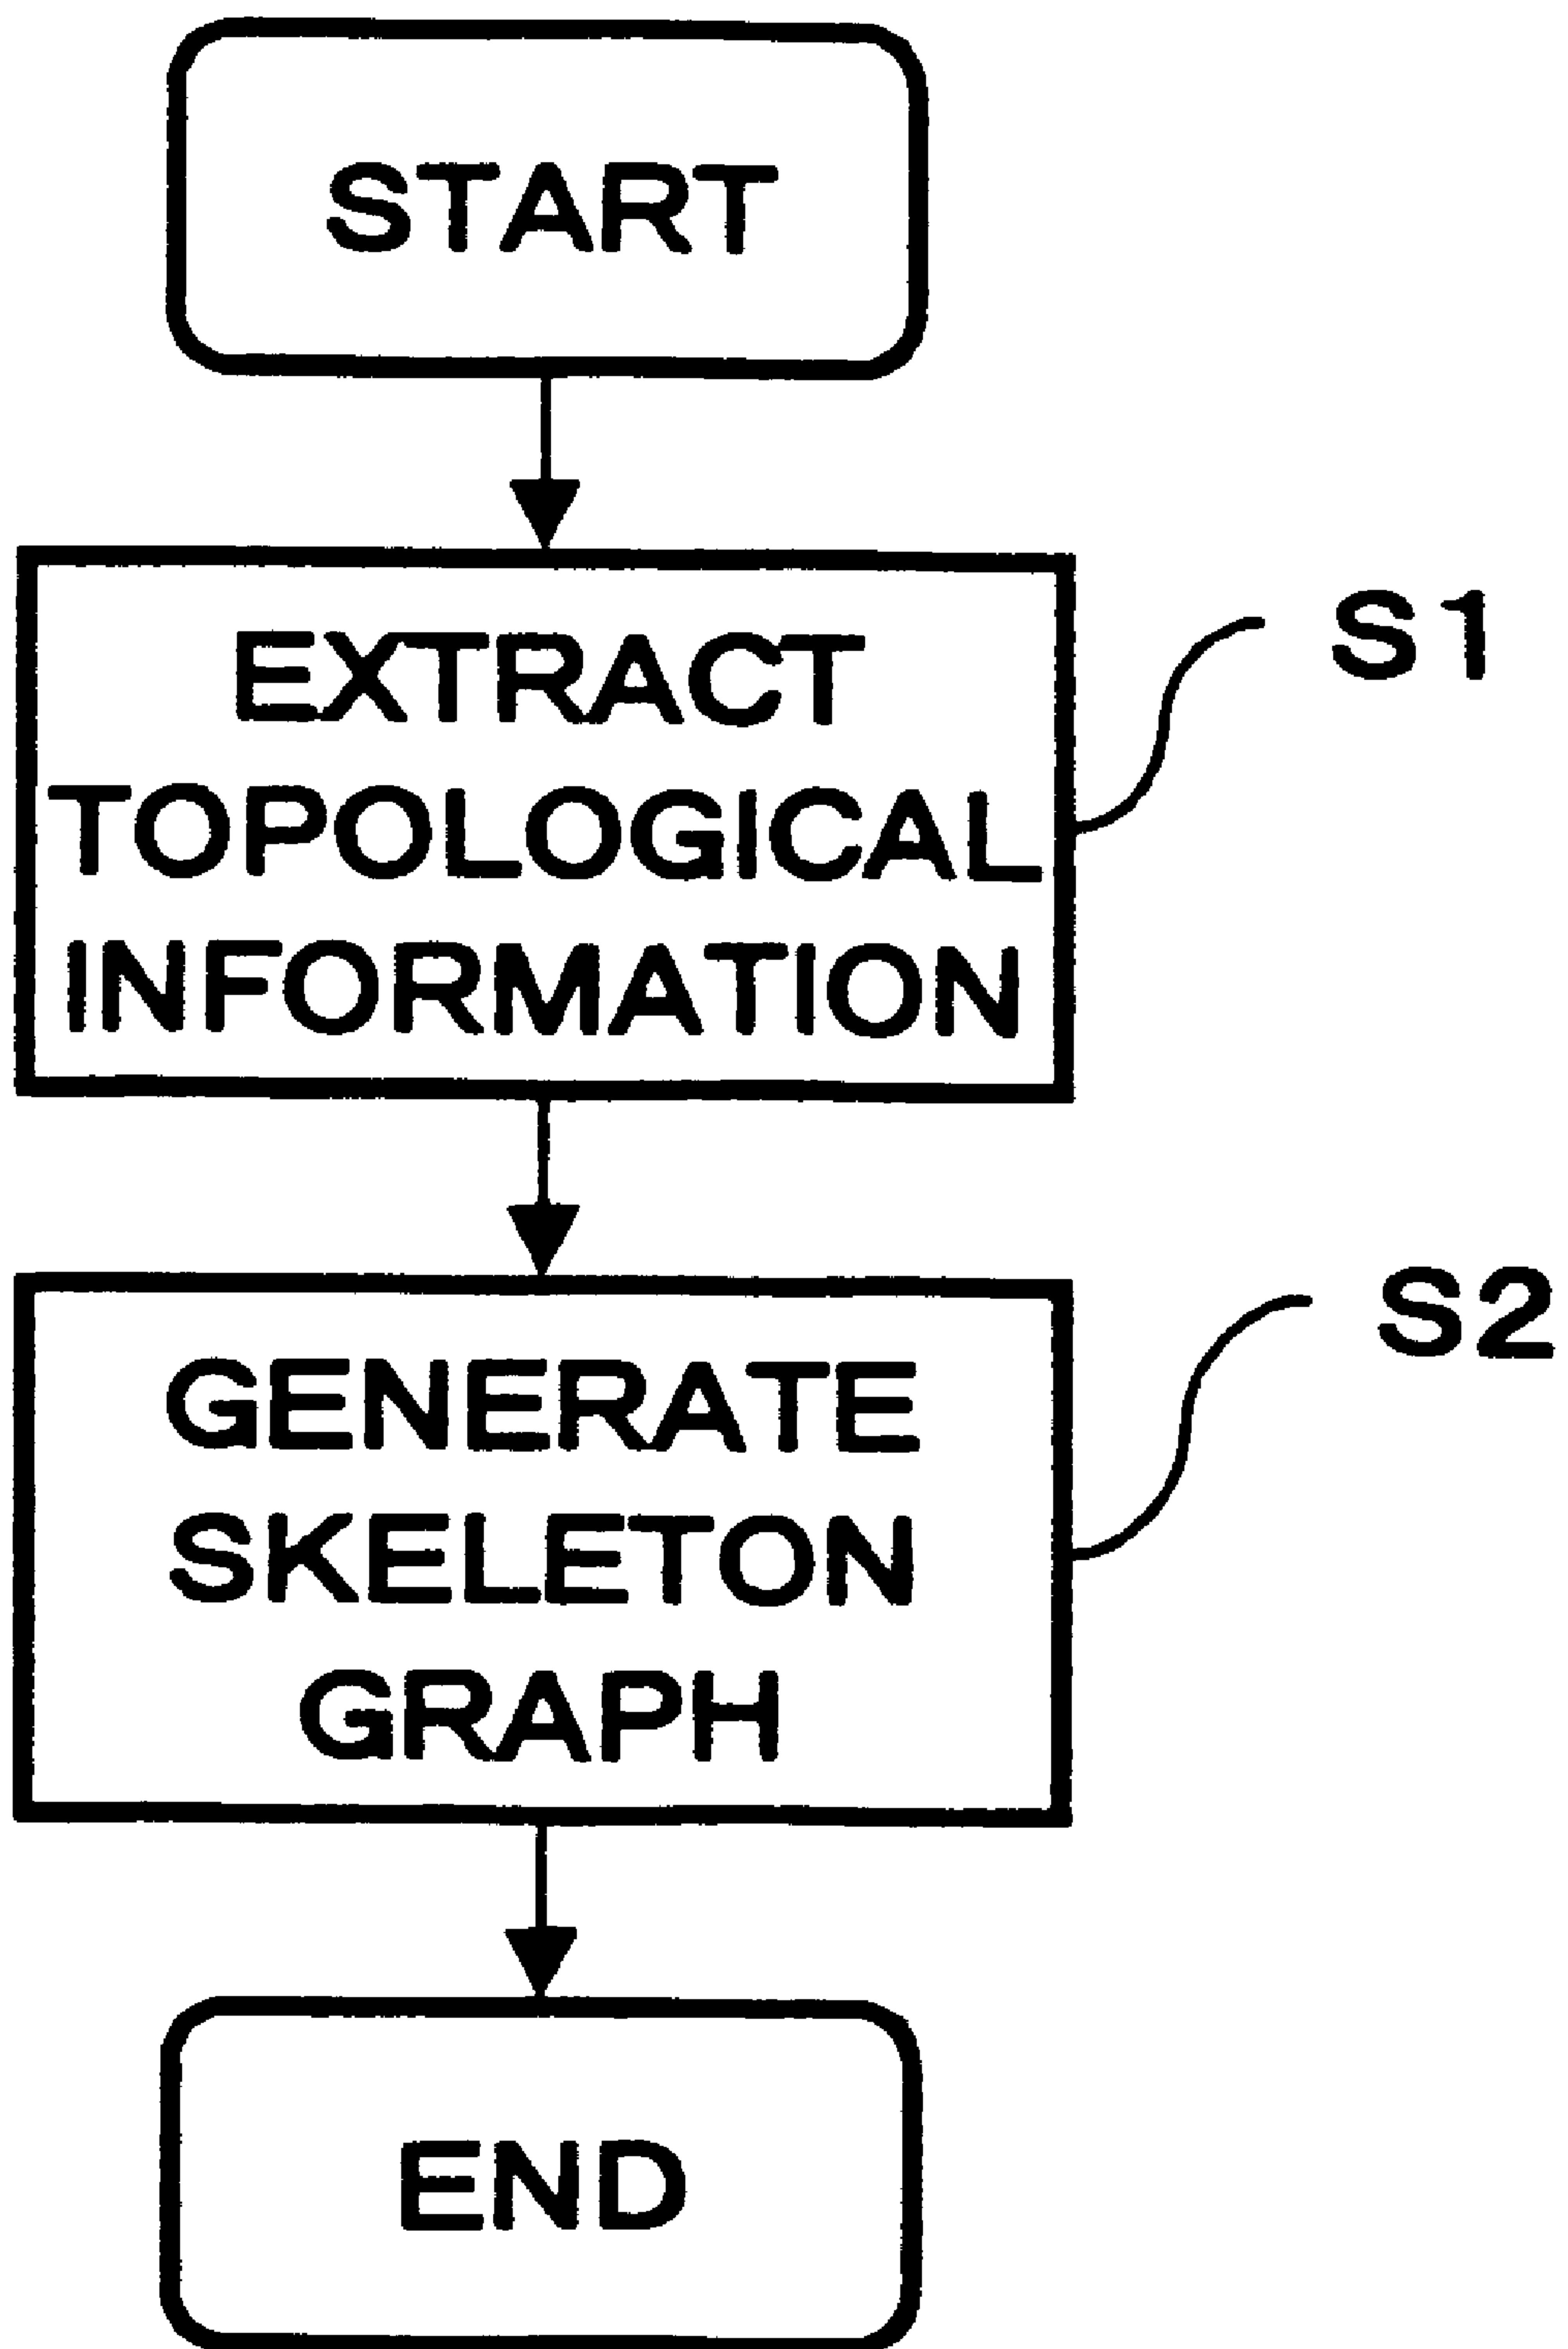 START
EXTRACT
TOPOLOGICAL
INFORMATION
S1
GENERATE
SKELETON
GRAPH
S2
END